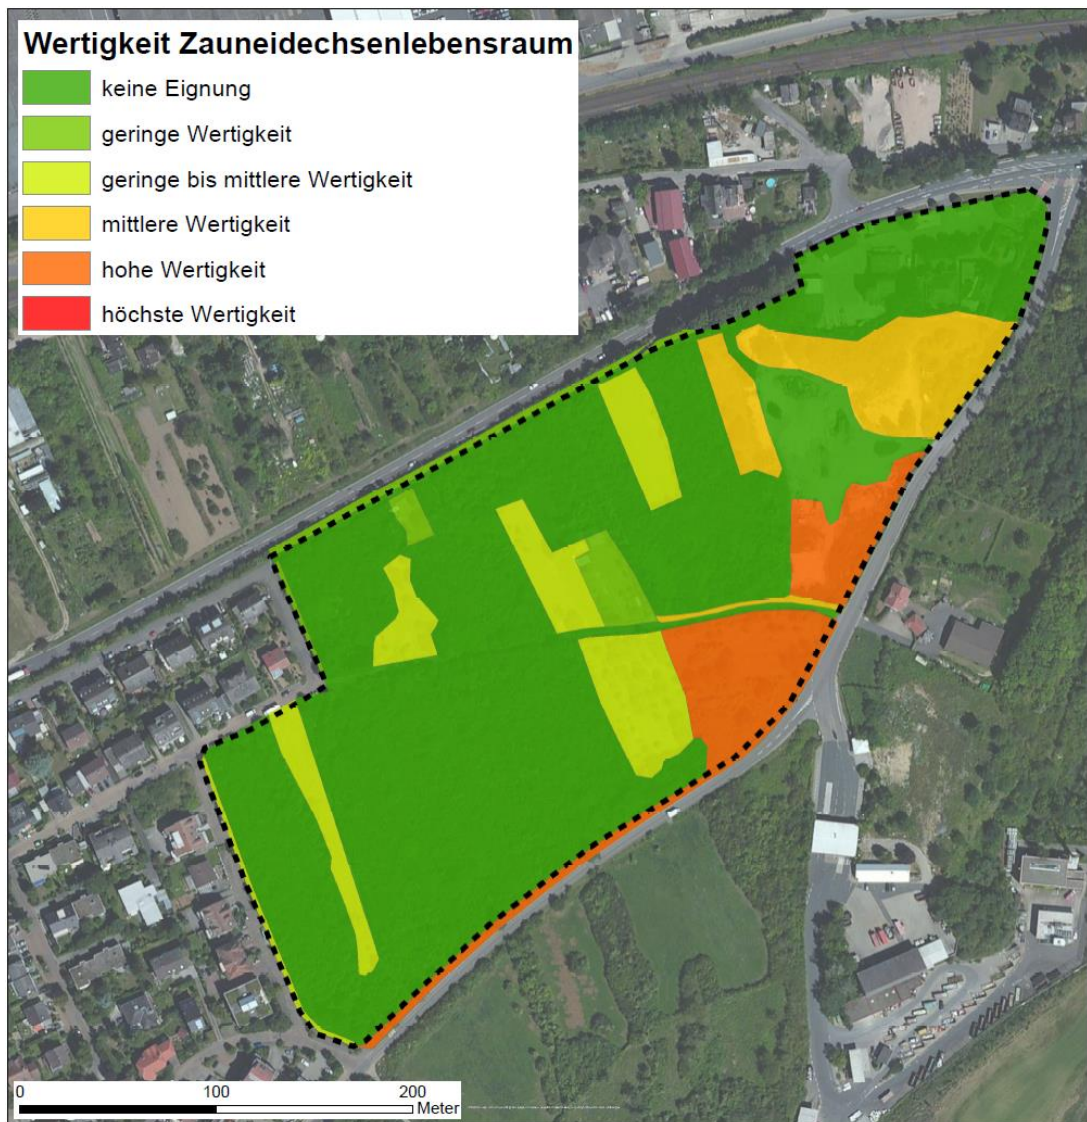 Wertigkeit Zauneidechsenlebensraum
keine Eignung
geringe Wertigkeit
geringe bis mittlere Wertigkeit
mittlere Wertigkeit
hohe Wertigkeit
höchste Wertigkeit
0 100 200
Meter